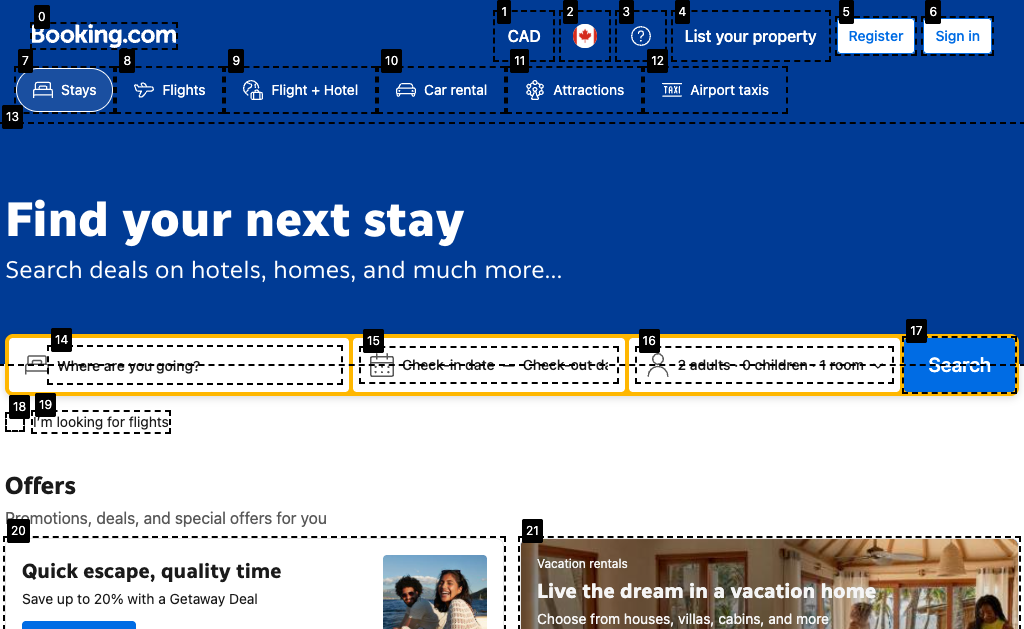 0
1
2
3
4
5
6
Booking.com
CAD
List your property
Register
Sign in
7
8
9
10
11
12
Stays
Flights
Flight + Hotel
Car rental
Attractions
TAXI
Airport taxis
13
Find your next stay
Search deals on hotels, homes, and much more...
14
15
16
17
Where are you going?
Check-in date — Check-out da
2 adults · 0 children · 1 room
Search
18
19
I'm looking for flights
Offers
Promotions, deals, and special offers for you
20
21
Quick escape, quality time
Save up to 20% with a Getaway Deal
Vacation rentals
Live the dream in a vacation home
Choose from houses, villas, cabins, and more